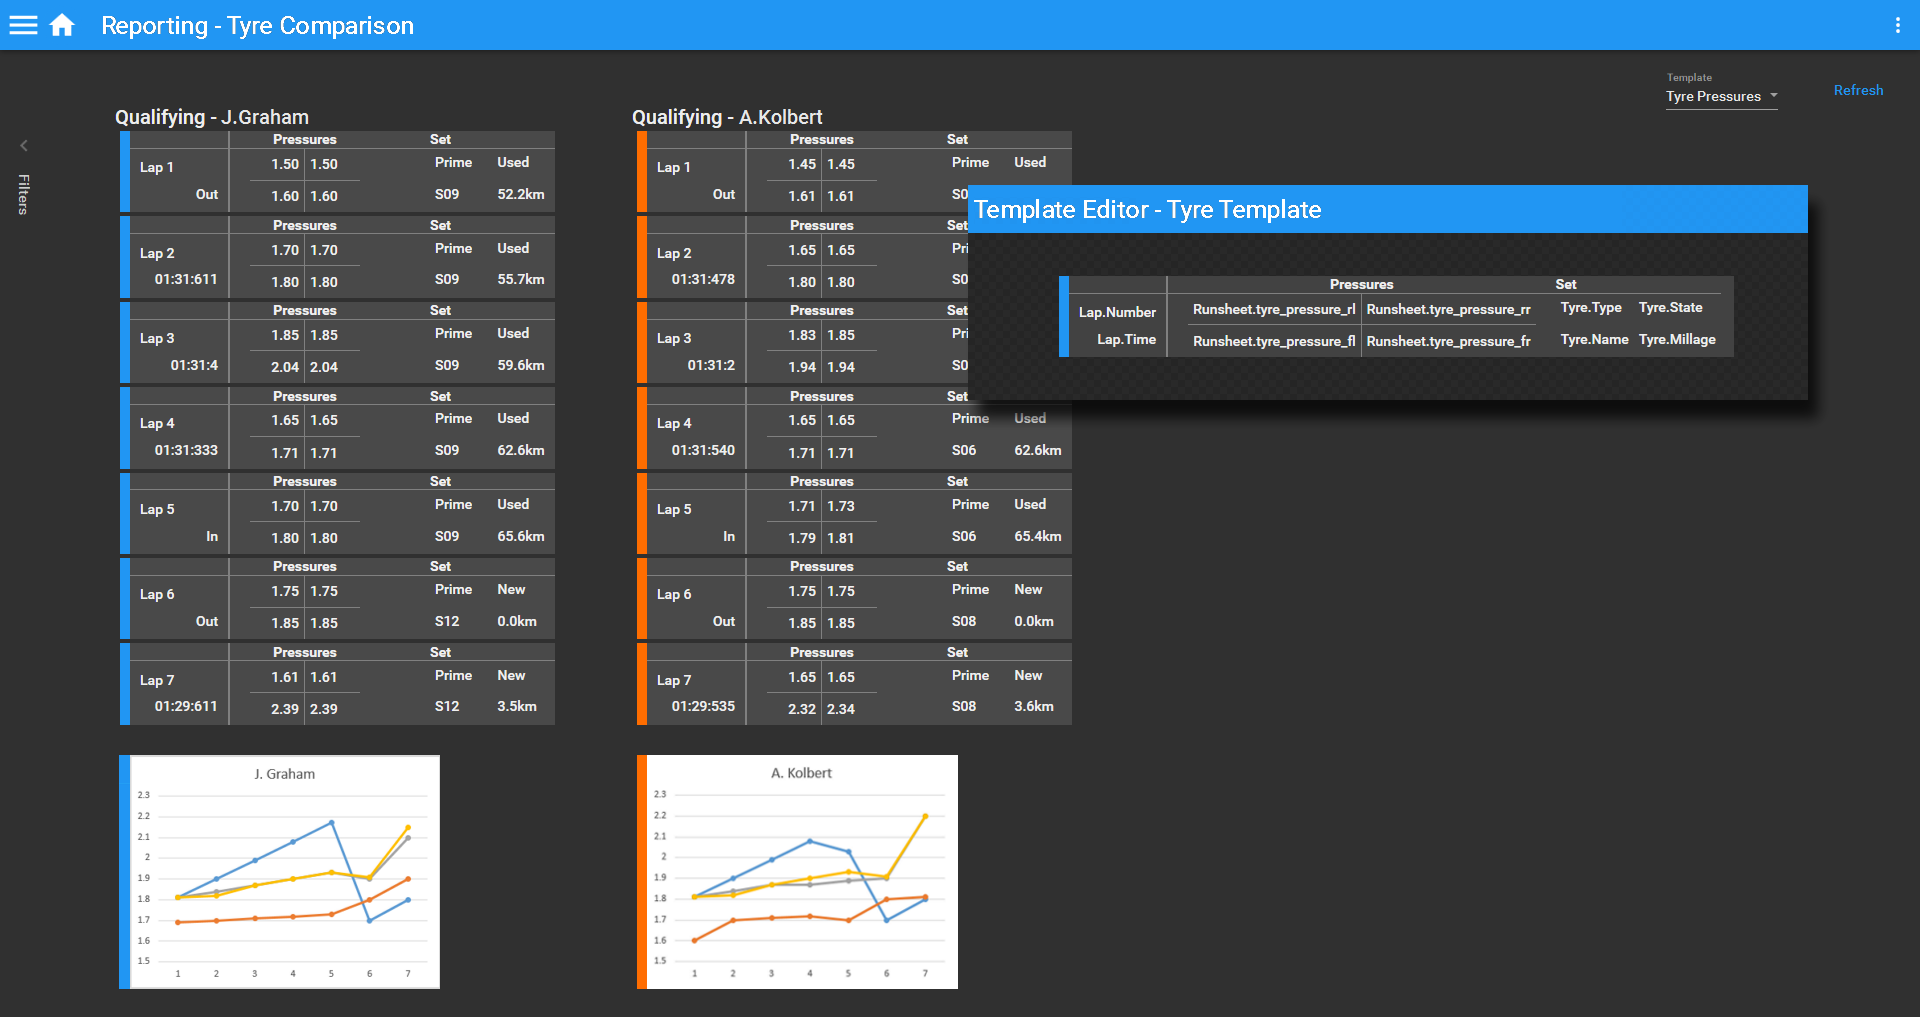 Reporting - Tyre Comparison
Template
Tyre Pressures
Refresh
Filters
Qualifying - J.Graham
Pressures Set
Lap 1 1.50 1.50 Prime Used
Out 1.60 1.60 S09 52.2km
Pressures Set
Lap 2 1.70 1.70 Prime Used
01:31:611 1.80 1.80 S09 55.7km
Pressures Set
Lap 3 1.85 1.85 Prime Used
01:31:4 2.04 2.04 S09 59.6km
Pressures Set
Lap 4 1.65 1.65 Prime Used
01:31:333 1.71 1.71 S09 62.6km
Pressures Set
Lap 5 1.70 1.70 Prime Used
In 1.80 1.80 S09 65.6km
Pressures Set
Lap 6 1.75 1.75 Prime New
Out 1.85 1.85 S12 0.0km
Pressures Set
Lap 7 1.61 1.61 Prime New
01:29:611 2.39 2.39 S12 3.5km
Qualifying - A.Kolbert
Pressures Set
Lap 1 1.45 1.45 Prime Used
Out 1.61 1.61 S0
Pressures Set
Lap 2 1.65 1.65 Pri
01:31:478 1.80 1.80 S0
Pressures Set
Lap 3 1.83 1.85 Pri
01:31:2 1.94 1.94 S0
Pressures Set
Lap 4 1.65 1.65 Prime Used
01:31:540 1.71 1.71 S06 62.6km
Pressures Set
Lap 5 1.71 1.73 Prime Used
In 1.79 1.81 S06 65.4km
Pressures Set
Lap 6 1.75 1.75 Prime New
Out 1.85 1.85 S08 0.0km
Pressures Set
Lap 7 1.65 1.65 Prime New
01:29:535 2.32 2.34 S08 3.6km
Template Editor - Tyre Template
Pressures Set
Lap.Number Runsheet.tyre_pressure_rl Runsheet.tyre_pressure_rr Tyre.Type Tyre.State
Lap.Time Runsheet.tyre_pressure_fl Runsheet.tyre_pressure_fr Tyre.Name Tyre.Millage
J. Graham
2.3
2.2
2.1
2
1.9
1.8
1.7
1.6
1.5
1 2 3 4 5 6 7
A. Kolbert
2.3
2.2
2.1
2
1.9
1.8
1.7
1.6
1.5
1 2 3 4 5 6 7